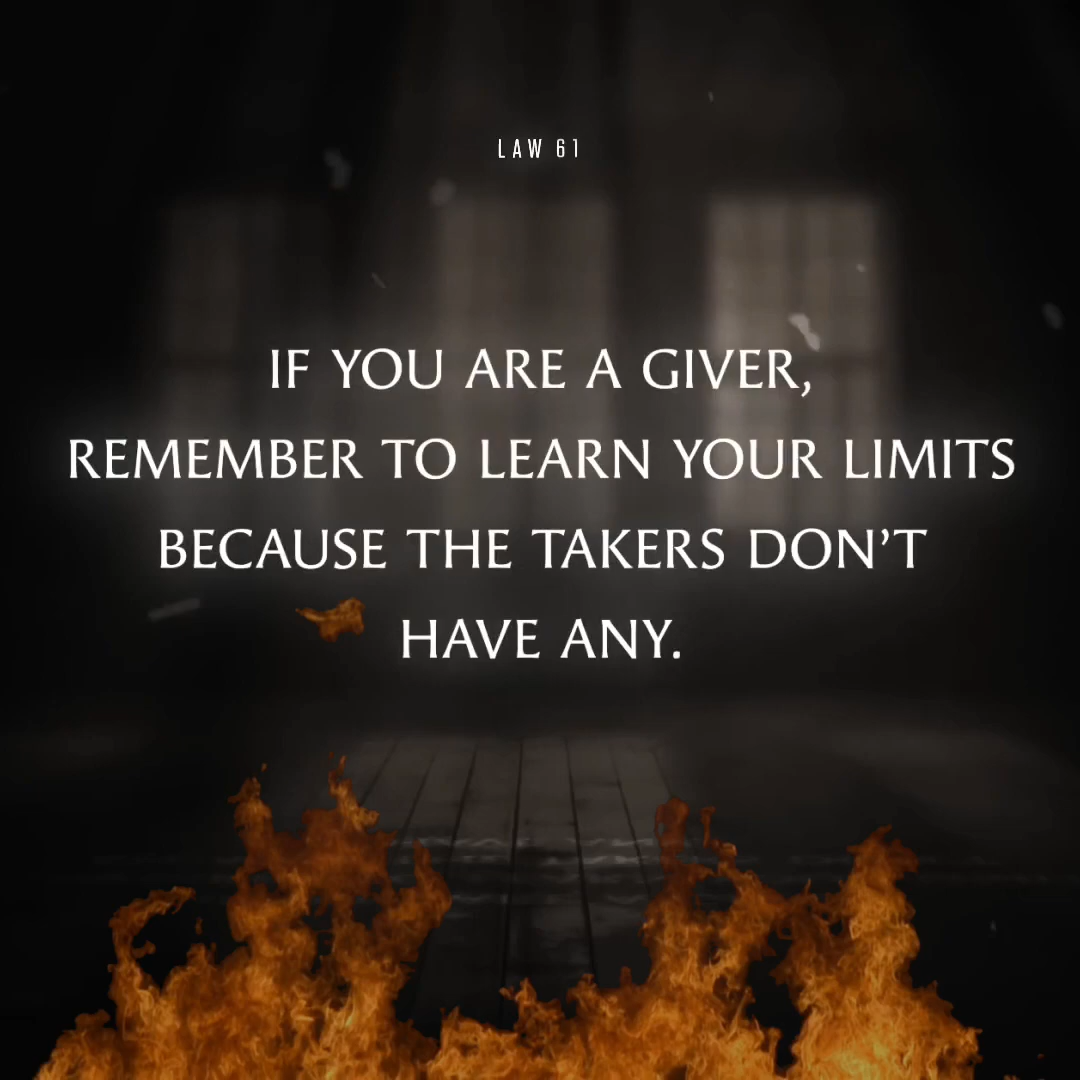 LAW 61
IF YOU ARE A GIVER,
REMEMBER TO LEARN YOUR LIMITS
BECAUSE THE TAKERS DON’T
HAVE ANY.